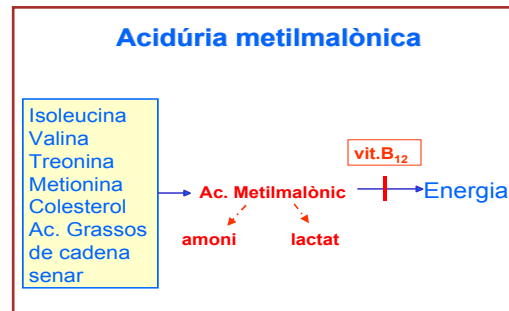 Acidúria metilmalònica
Isoleucina
Valina
Treonina
Metionina
Colesterol
Ac. Grassos
de cadena
senar
vit.B₁₂
Ac. Metilmalònic
Energia
amoni
lactat